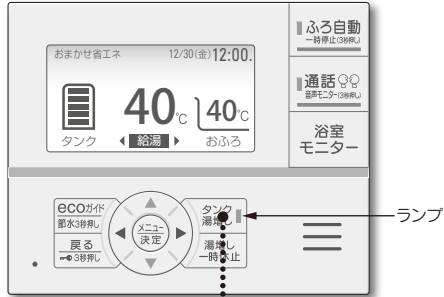 おまかせ省エネ 12/30(金)12:00.
40℃ 40℃
タンク 給湯 おふろ
ふろ自動
一時停止(3秒押し)
通話
音声モニター(3秒押し)
浴室
モニター
ecoガイド
節水3秒押し
戻る
3秒押し
メニュー
決定
タンク
湯増し
湯増し
一時休止
ランプ